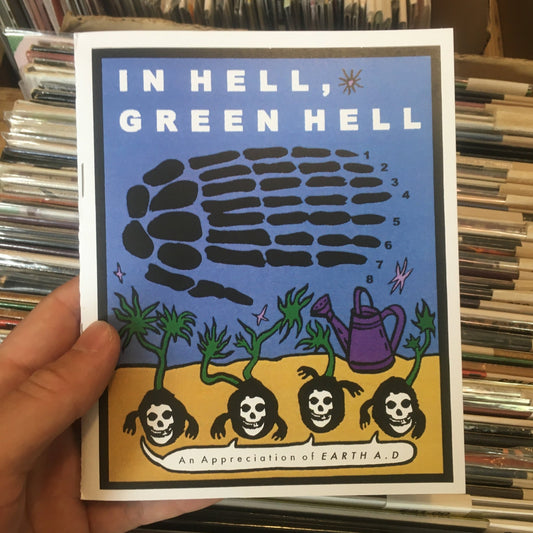 IN HELL,
GREEN HELL
1
2
3
4
5
6
7
8
An Appreciation of EARTH A.D